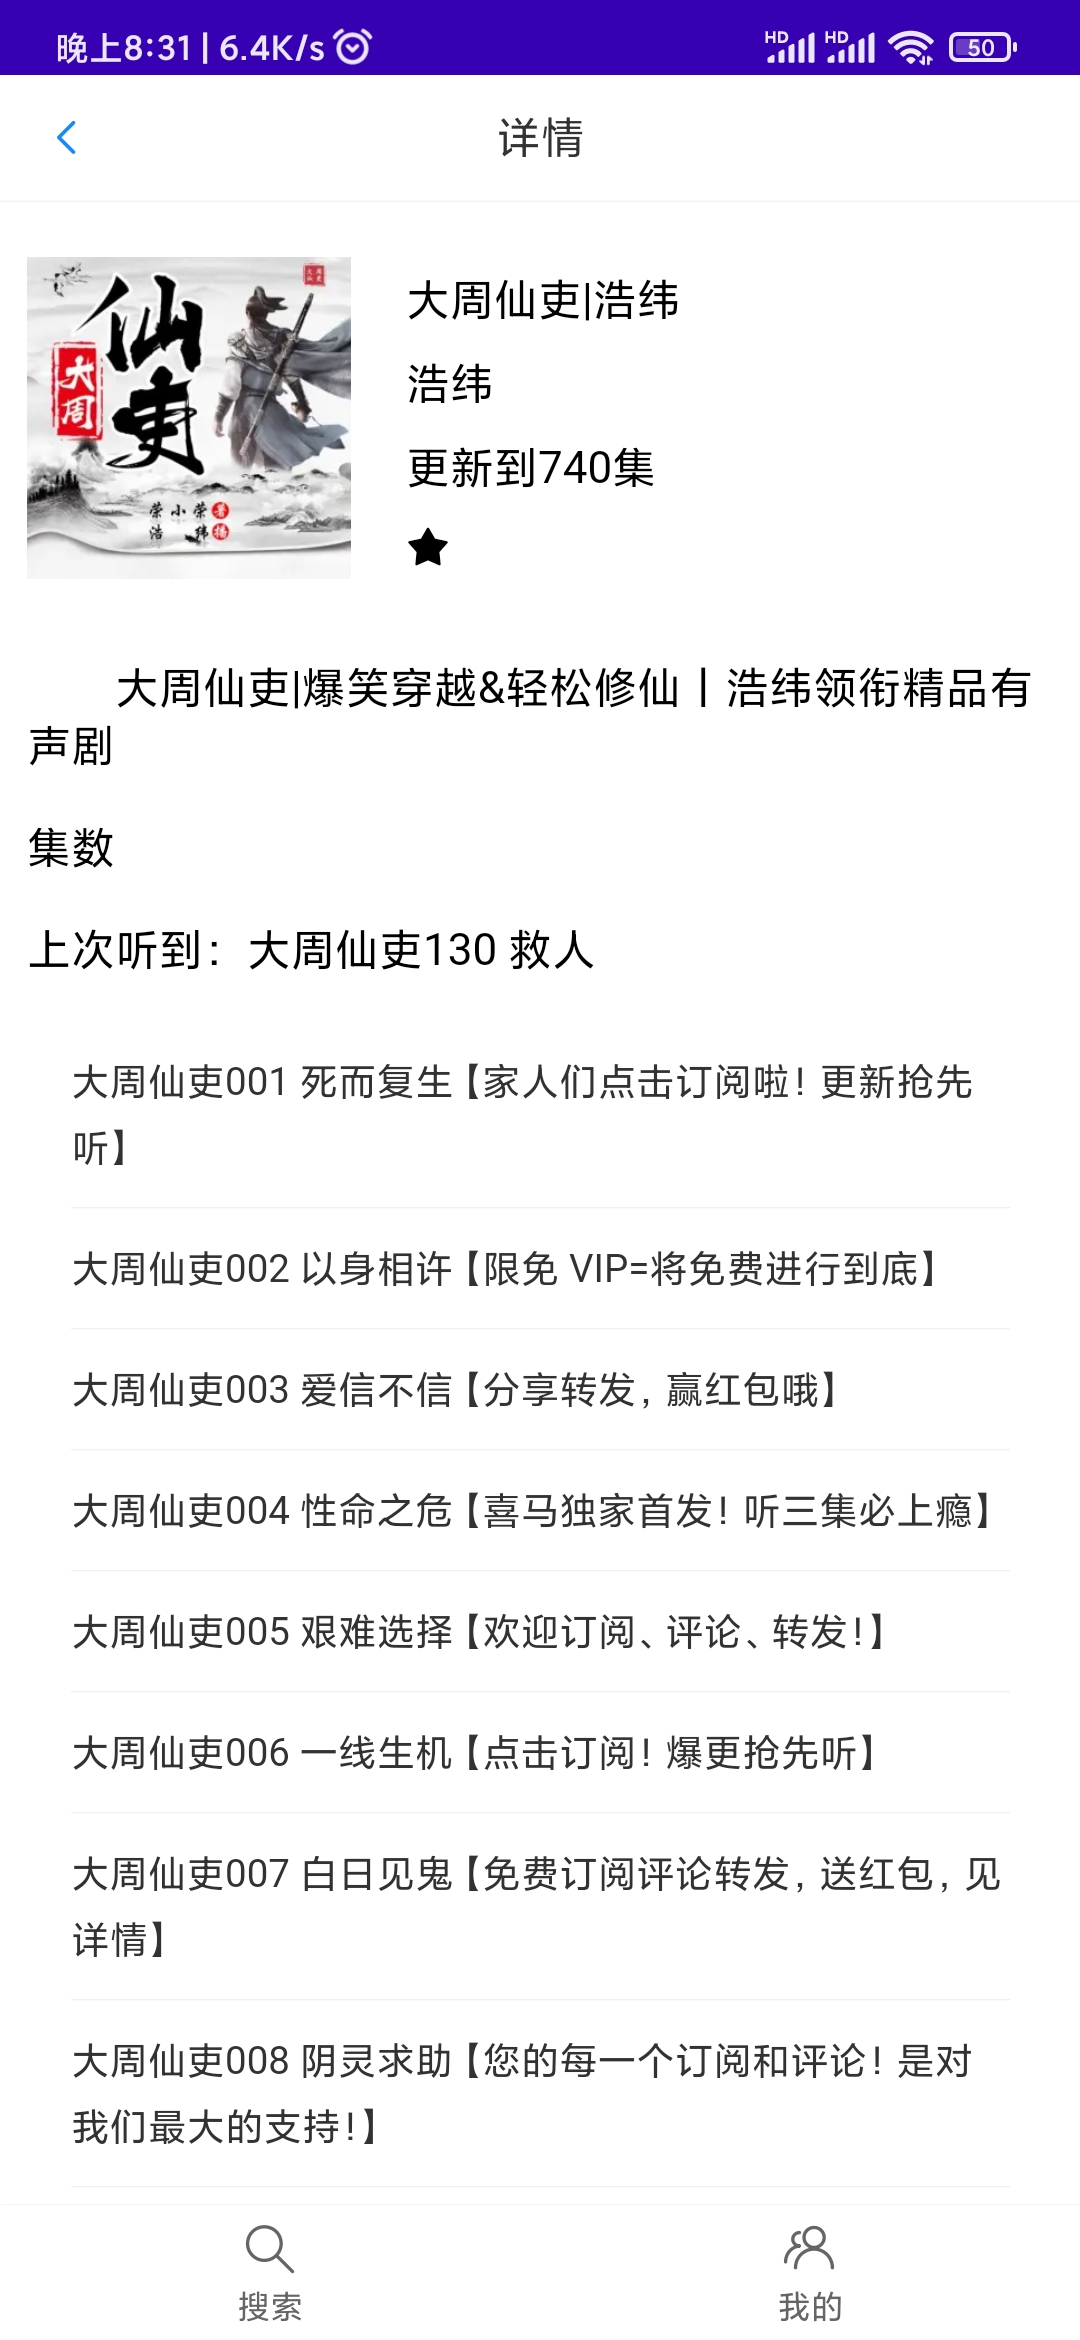 晚上8:31 | 6.4K/s
HD HD 50
详情
仙吏
大周
荣小荣著
浩纬播
大周仙吏|浩纬
浩纬
更新到740集
大周仙吏|爆笑穿越&轻松修仙丨浩纬领衔精品有
声剧
集数
上次听到：大周仙吏130 救人
大周仙吏001 死而复生【家人们点击订阅啦！更新抢先
听】
大周仙吏002 以身相许【限免 VIP=将免费进行到底】
大周仙吏003 爱信不信【分享转发，赢红包哦】
大周仙吏004 性命之危【喜马独家首发！听三集必上瘾】
大周仙吏005 艰难选择【欢迎订阅、评论、转发！】
大周仙吏006 一线生机【点击订阅！爆更抢先听】
大周仙吏007 白日见鬼【免费订阅评论转发，送红包，见
详情】
大周仙吏008 阴灵求助【您的每一个订阅和评论！是对
我们最大的支持！】
搜索
我的